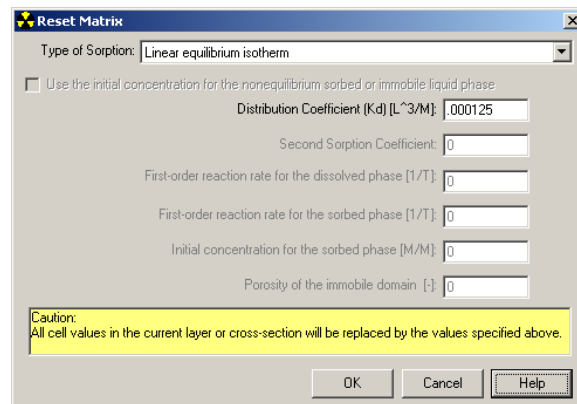 Reset Matrix
Type of Sorption: Linear equilibrium isotherm
Use the initial concentration for the nonequilibrium sorbed or immobile liquid phase
Distribution Coefficient (Kd) [L^3/M]: .000125
Second Sorption Coefficient: 0
First-order reaction rate for the dissolved phase [1/T]: 0
First-order reaction rate for the sorbed phase [1/T]: 0
Initial concentration for the sorbed phase [M/M]: 0
Porosity of the immobile domain [-]: 0
Caution:
All cell values in the current layer or cross-section will be replaced by the values specified above.
OK Cancel Help